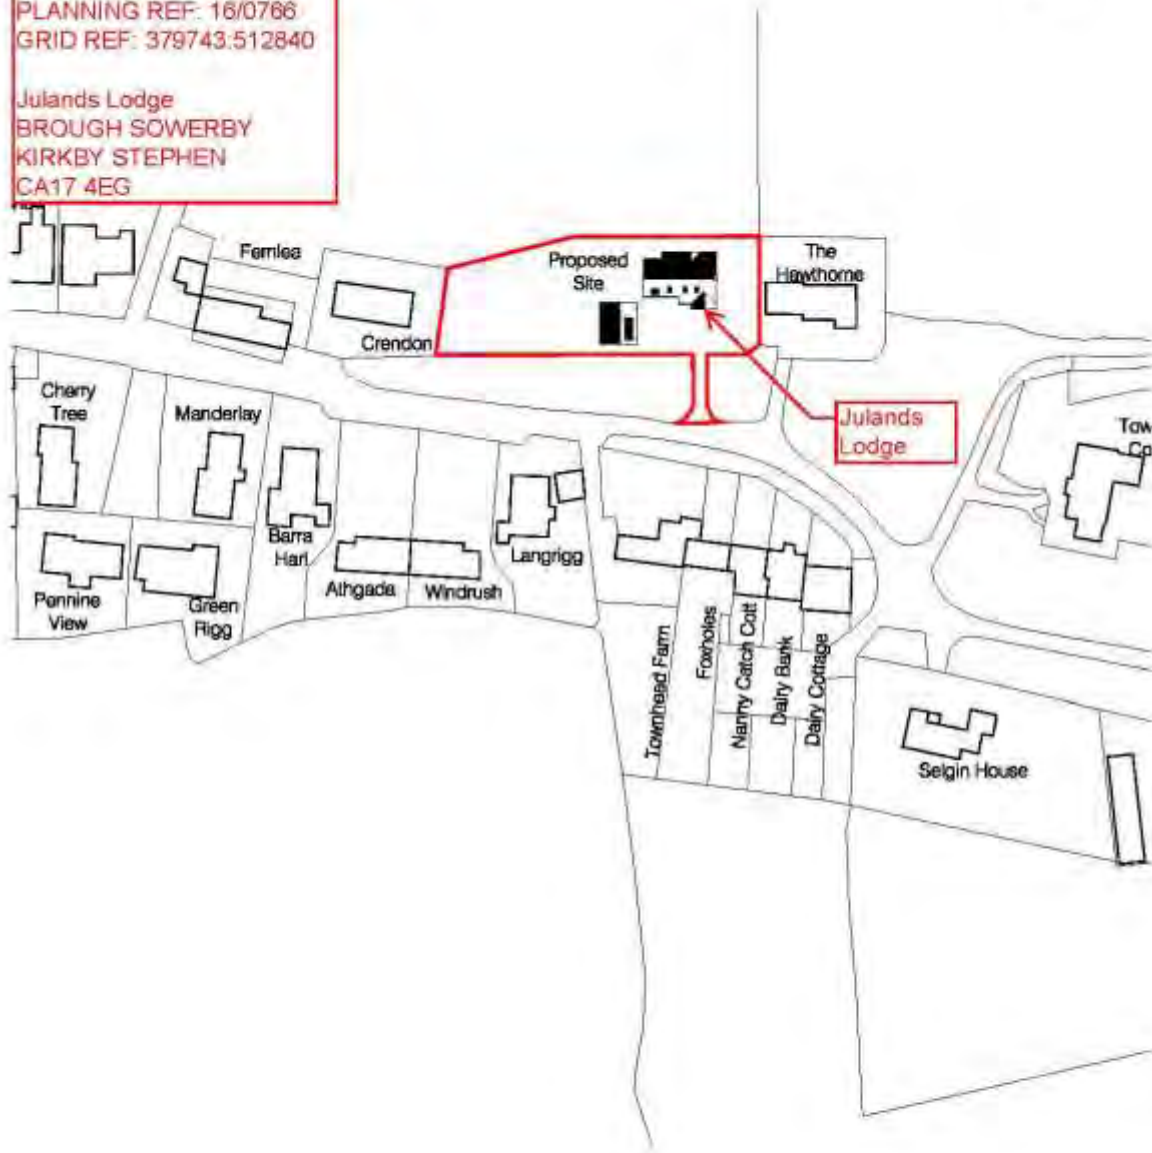 PLANNING REF: 16/0766
GRID REF: 379743:512840
Julands Lodge
BROUGH SOWERBY
KIRKBY STEPHEN
CA17 4EG
Fernlea
Crendon
Proposed
Site
The
Hawthorne
Julands
Lodge
Cherry
Tree
Manderlay
Barra
Harl
Pennine
View
Green
Rigg
Athgada
Windrush
Langrigg
Townhead Farm
Foxholes
Nanny Catch Cott
Dairy Bank
Dairy Cottage
Selgin House